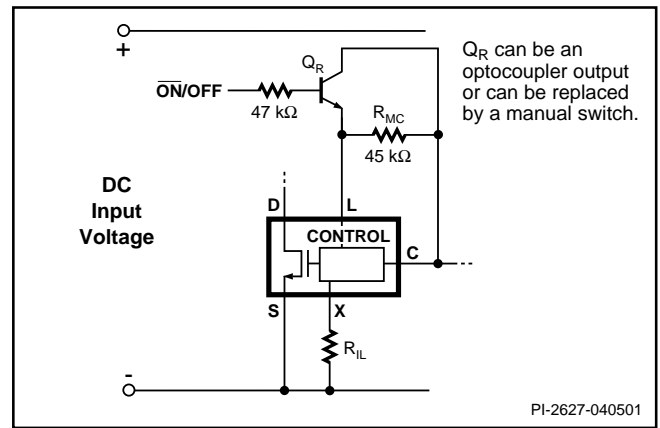 +
Q_R
Q_R can be an
optocoupler output
or can be replaced
by a manual switch.
O̅N̅/OFF
47 kΩ
R_MC
45 kΩ
DC
Input
Voltage
D
L
CONTROL
C
S
X
R_IL
-
PI-2627-040501